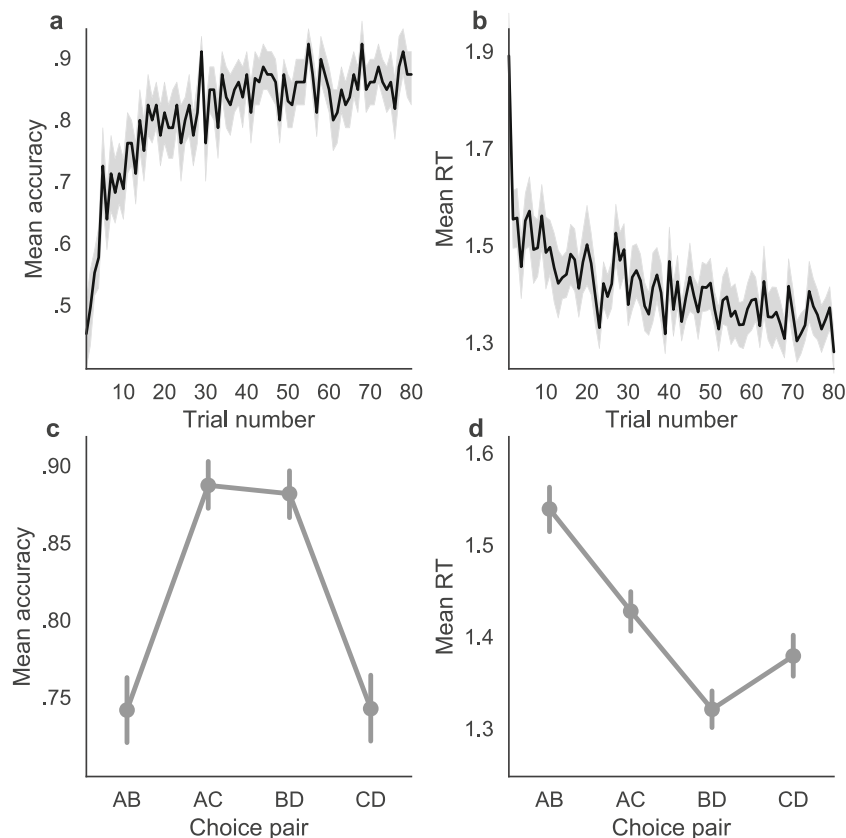 a
.9
.8
.7
.6
.5
Mean accuracy
10 20 30 40 50 60 70 80
Trial number
b
1.9
1.7
1.5
1.3
Mean RT
10 20 30 40 50 60 70 80
Trial number
c
.90
.85
.80
.75
Mean accuracy
AB AC BD CD
Choice pair
d
1.6
1.5
1.4
1.3
Mean RT
AB AC BD CD
Choice pair